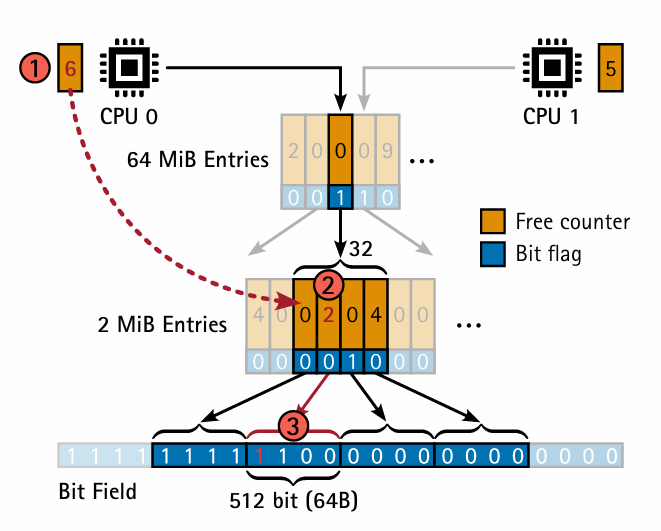 1 6 5
CPU 0 CPU 1
64 MiB Entries 2 0 0 0 9 ...
0 0 1 1 0
Free counter
Bit flag
32
2
2 MiB Entries 4 0 0 2 0 4 0 0 ...
0 0 0 0 1 0 0 0
3
1 1 1 1 1 1 1 1 1 1 0 0 0 0 0 0 0 0 0 0 0 0 0 0
Bit Field
512 bit (64B)